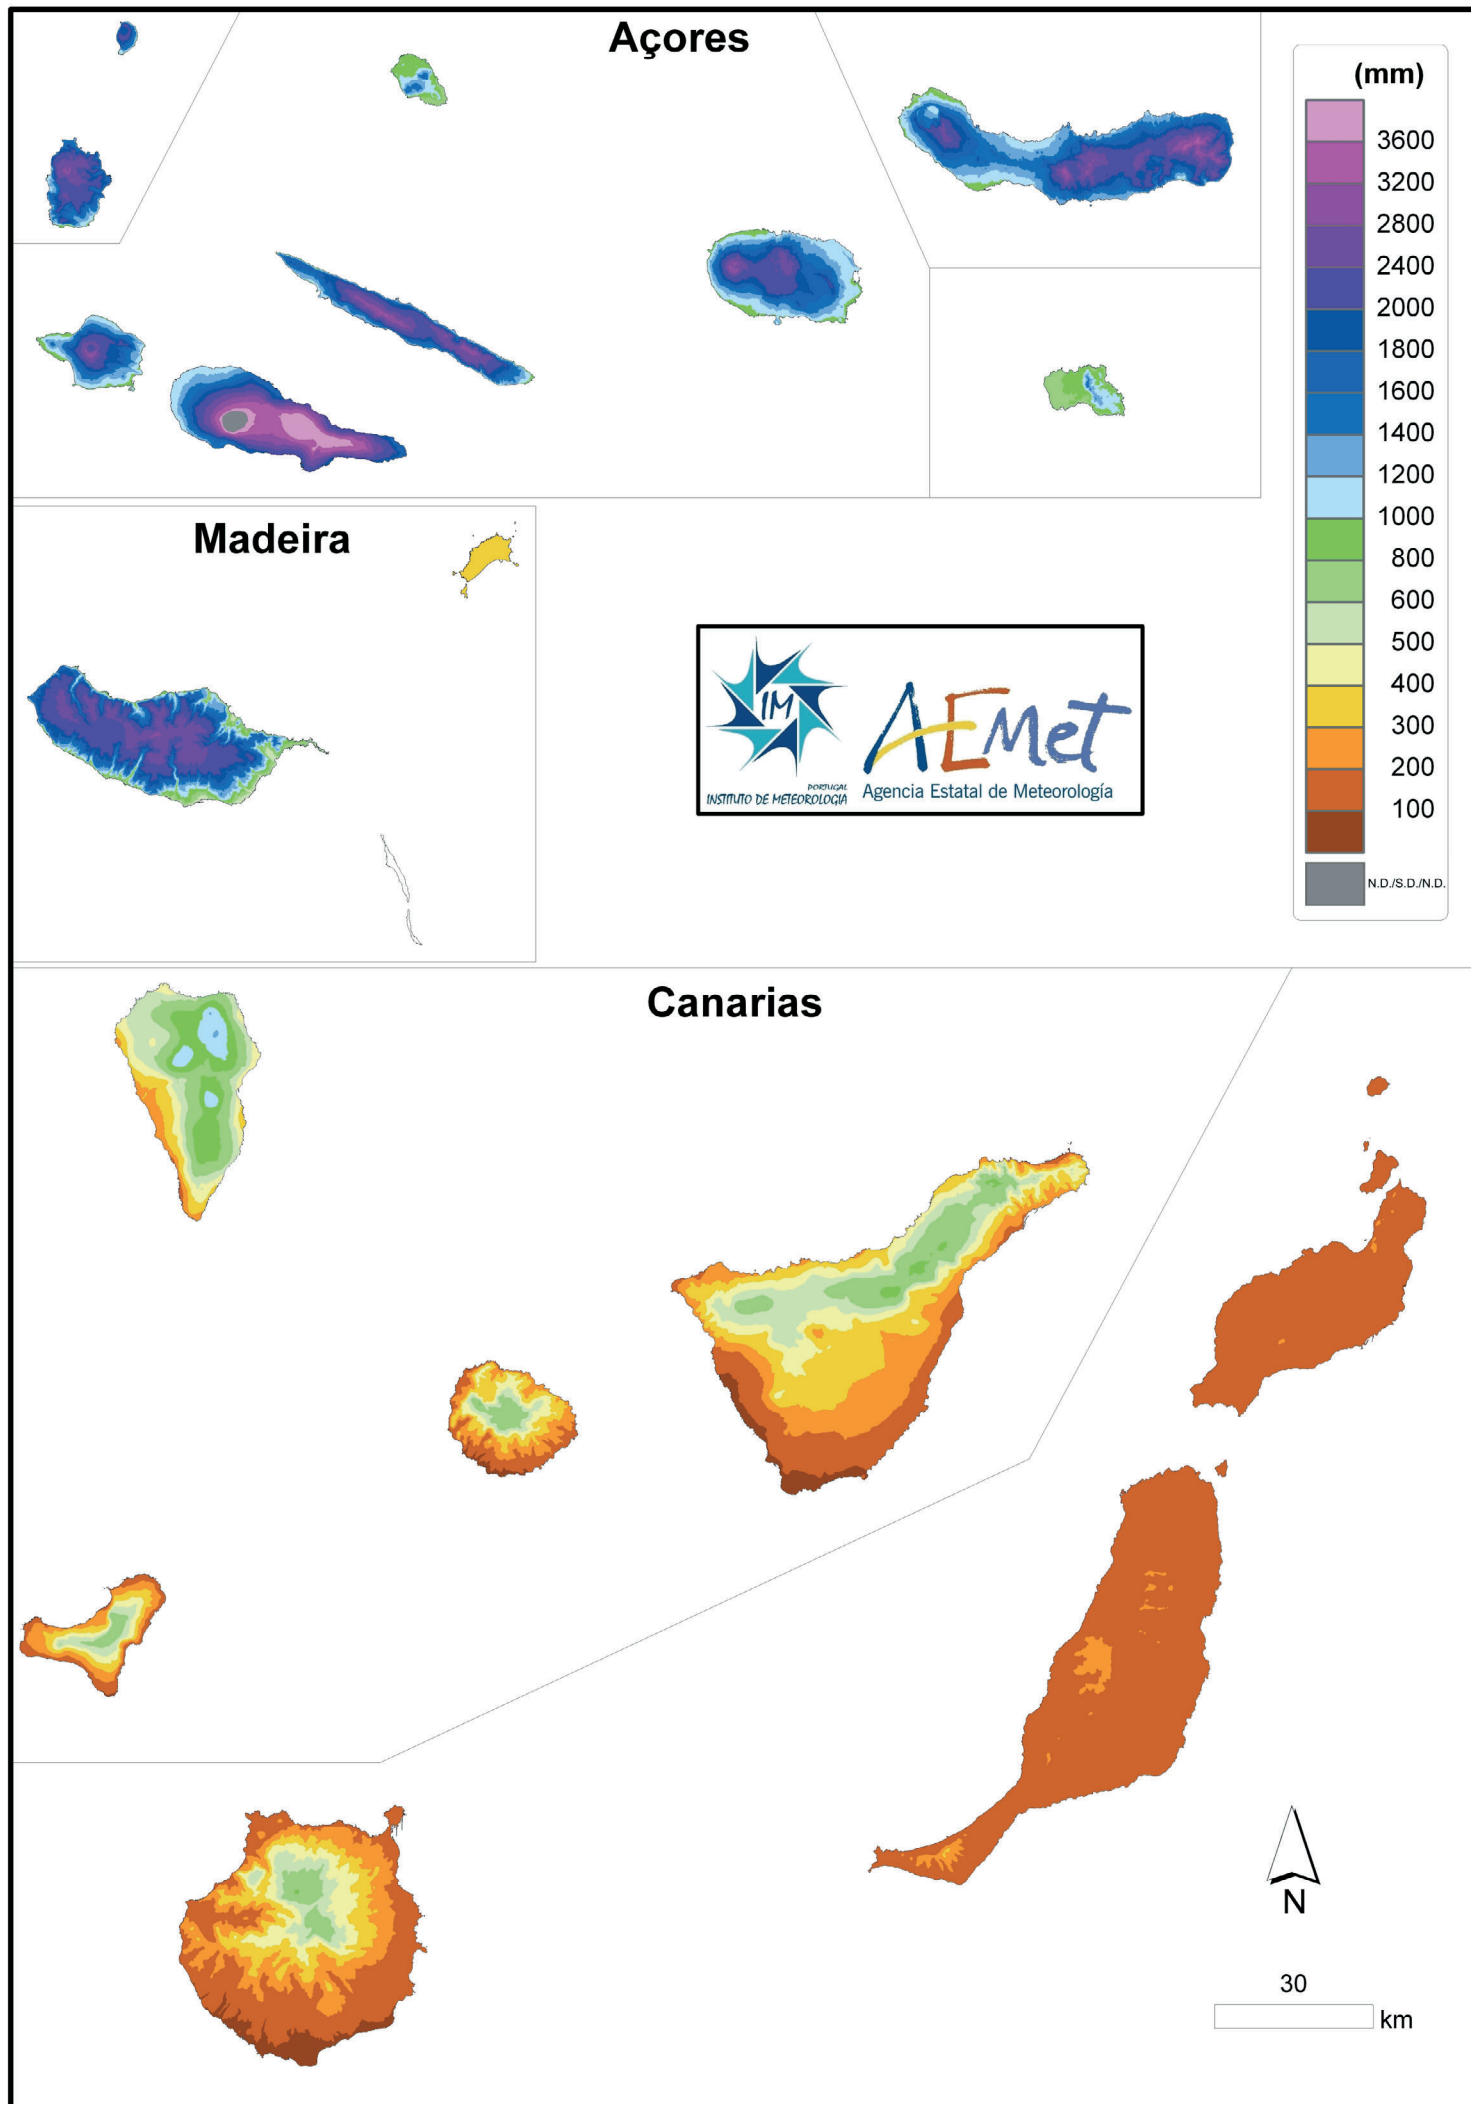 Açores
(mm)
3600
3200
2800
2400
2000
1800
1600
1400
1200
1000
800
600
500
400
300
200
100
N.D./S.D./N.D.
Madeira
IM
PORTUGAL
INSTITUTO DE METEOROLOGIA
AEMet
Agencia Estatal de Meteorología
Canarias
N
30
km